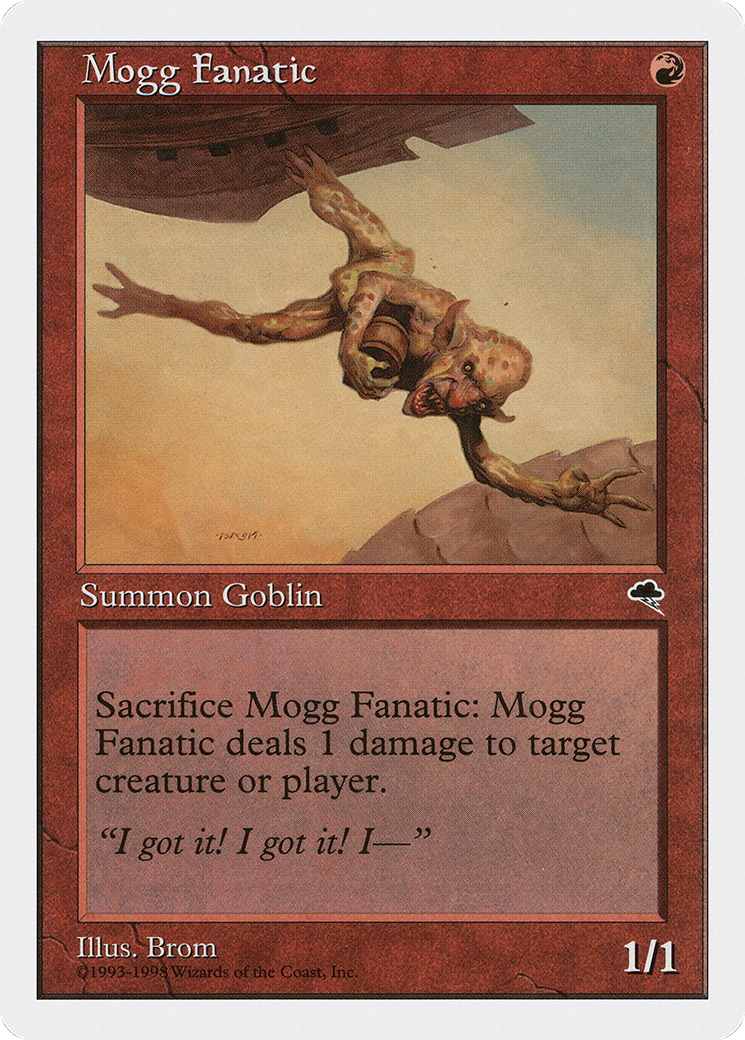 Mogg Fanatic
BROM
Summon Goblin
Sacrifice Mogg Fanatic: Mogg
Fanatic deals 1 damage to target
creature or player.
“I got it! I got it! I—”
Illus. Brom
1/1
©1993-1998 Wizards of the Coast, Inc.